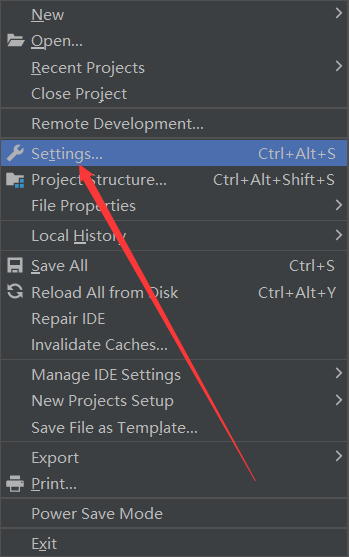 New
Open...
Recent Projects
Close Project
Remote Development...
Settings... Ctrl+Alt+S
Project Structure... Ctrl+Alt+Shift+S
File Properties
Local History
Save All Ctrl+S
Reload All from Disk Ctrl+Alt+Y
Repair IDE
Invalidate Caches...
Manage IDE Settings
New Projects Setup
Save File as Template...
Export
Print...
Power Save Mode
Exit